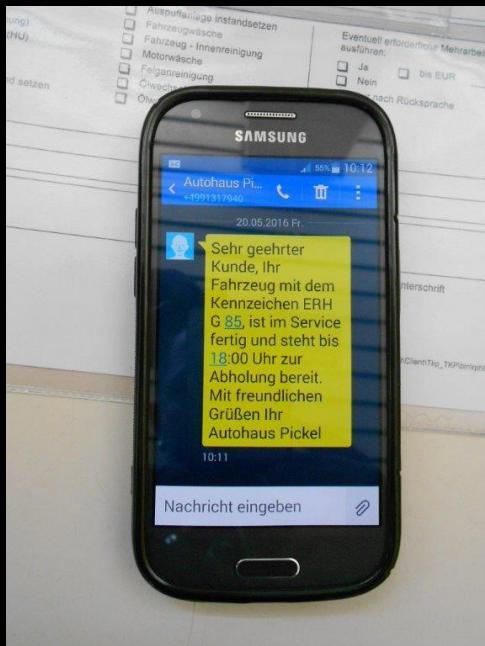 Auspuffanlage instandsetzen
Fahrzeugwäsche
Fahrzeug - Innenreinigung
Motorwäsche
Felgenreinigung
(HU)
Eventuell erforderliche Mehrarbeit
ausführen:
Ja
bis EUR
Nein
nach Rücksprache
SAMSUNG
55% 10:12
Autohaus Pi...
+4991317940
20.05.2016 Fr.
Sehr geehrter
Kunde, Ihr
Fahrzeug mit dem
Kennzeichen ERH
G 85, ist im Service
fertig und steht bis
18:00 Uhr zur
Abholung bereit.
Mit freundlichen
Grüßen Ihr
Autohaus Pickel
10:11
Nachricht eingeben